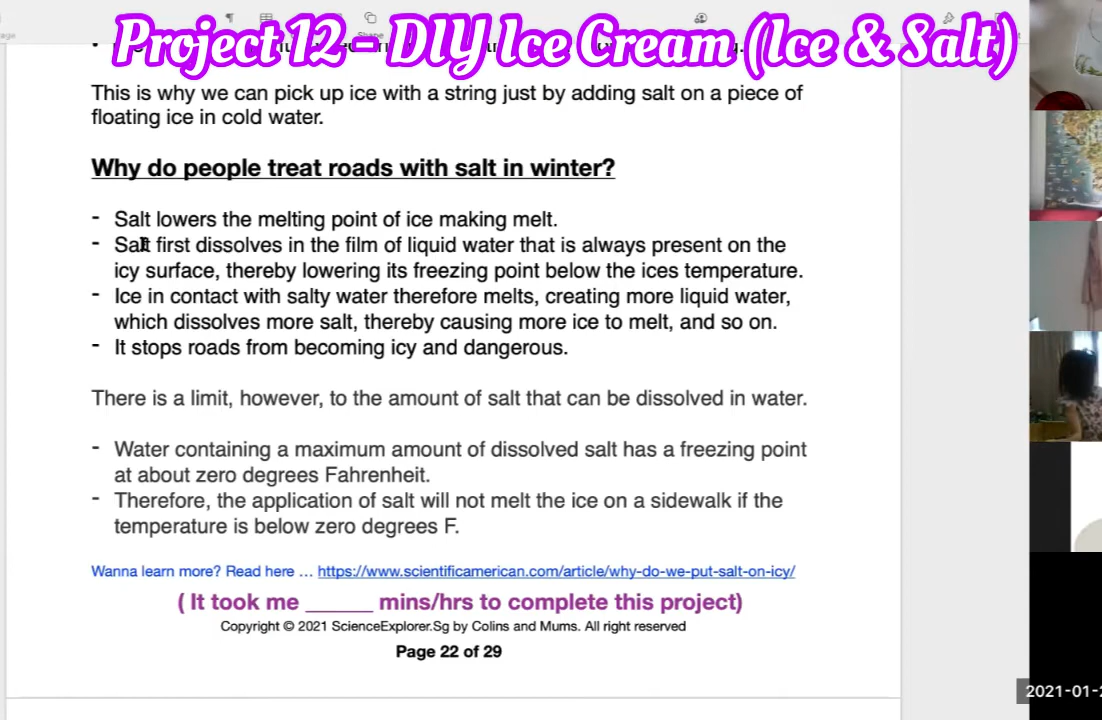 Project 12 – DIY Ice Cream (Ice & Salt)
This is why we can pick up ice with a string just by adding salt on a piece of
floating ice in cold water.
Why do people treat roads with salt in winter?
- Salt lowers the melting point of ice making melt.
- Salt first dissolves in the film of liquid water that is always present on the
icy surface, thereby lowering its freezing point below the ices temperature.
- Ice in contact with salty water therefore melts, creating more liquid water,
which dissolves more salt, thereby causing more ice to melt, and so on.
- It stops roads from becoming icy and dangerous.
There is a limit, however, to the amount of salt that can be dissolved in water.
- Water containing a maximum amount of dissolved salt has a freezing point
at about zero degrees Fahrenheit.
- Therefore, the application of salt will not melt the ice on a sidewalk if the
temperature is below zero degrees F.
Wanna learn more? Read here ... https://www.scientificamerican.com/article/why-do-we-put-salt-on-icy/
( It took me ______ mins/hrs to complete this project)
Copyright © 2021 ScienceExplorer.Sg by Colins and Mums. All right reserved
Page 22 of 29
2021-01-2